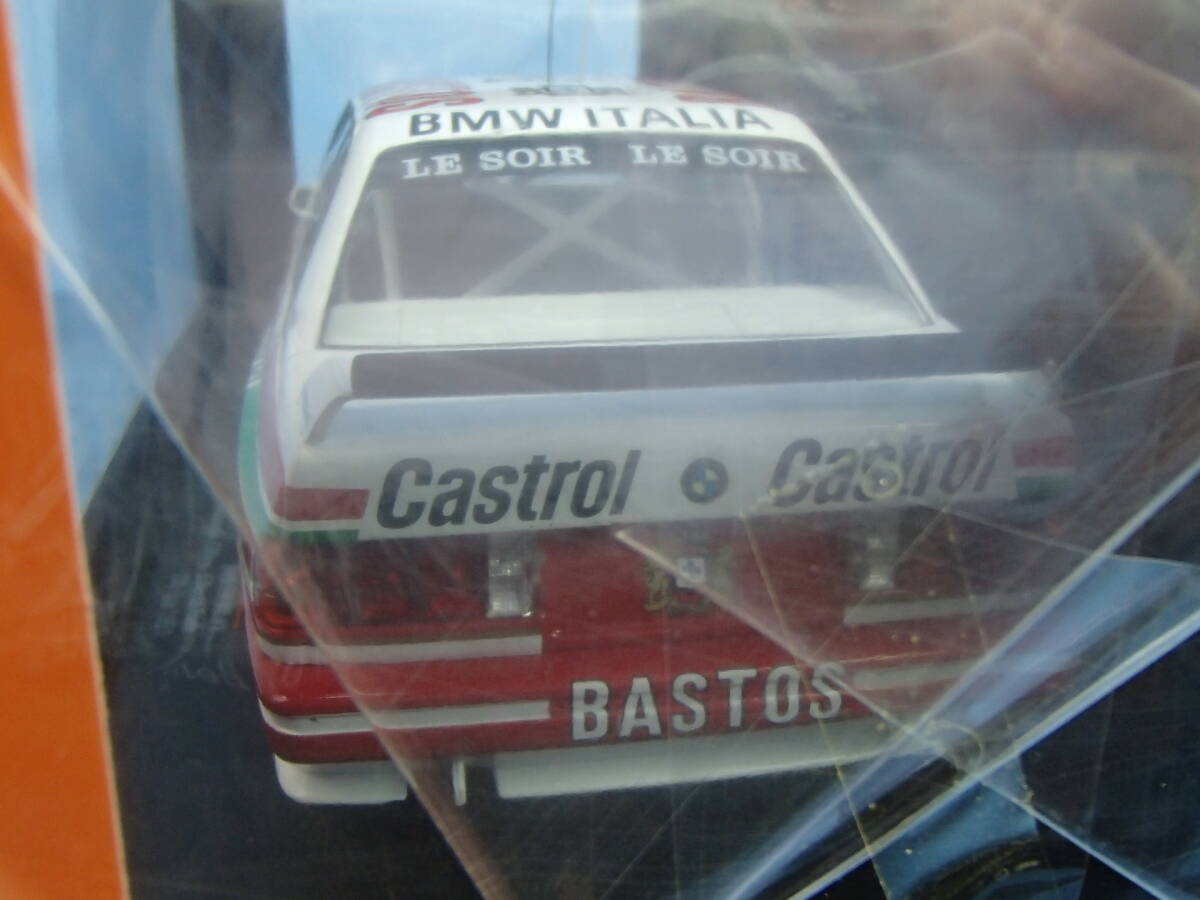 BMW ITALIA
LE SOIR LE SOIR
Castrol Castrol
BASTOS